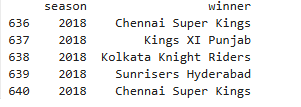 season winner
636 2018 Chennai Super Kings
637 2018 Kings XI Punjab
638 2018 Kolkata Knight Riders
639 2018 Sunrisers Hyderabad
640 2018 Chennai Super Kings